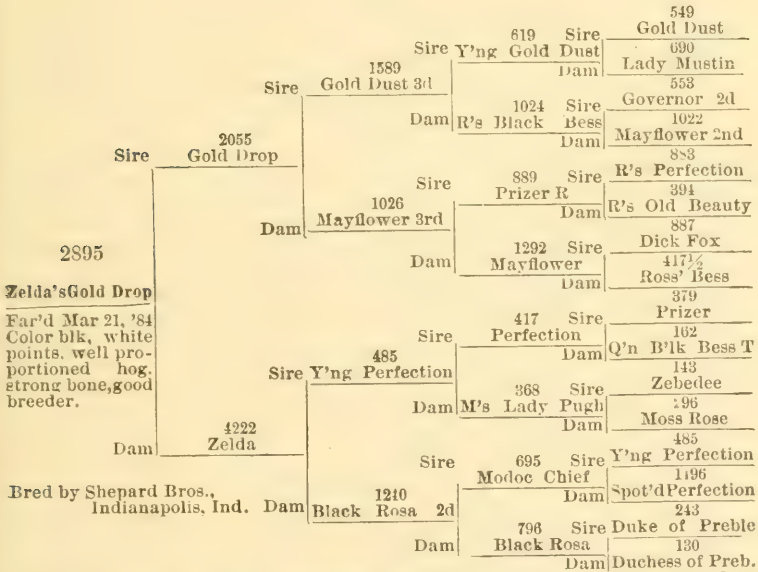 549
619 Sire Gold Dust
Sire Y'ng Gold Dust 690
1589 Dam Lady Mustin
Sire Gold Dust 3d 553
1024 Sire Governor 2d
Dam R's Black Bess 1022
2055 Dam Mayflower 2nd
Sire Gold Drop 883
889 Sire R's Perfection
Sire Prizer R 394
1026 Dam R's Old Beauty
Dam Mayflower 3rd 887
1292 Sire Dick Fox
Dam Mayflower 417½
Dam Ross' Bess
2895
Zelda'sGold Drop
Far'd Mar 21, '84
Color blk, white
points. well pro-
portioned hog.
strong bone,good
breeder.
379
417 Sire Prizer
Sire Perfection 162
485 Dam Q'n B'lk Bess T
Sire Y'ng Perfection 143
368 Sire Zebedee
Dam M's Lady Pugh 296
4222 Dam Moss Rose
Dam Zelda 485
695 Sire Y'ng Perfection
Sire Modoc Chief 1196
1210 Dam Spot'dPerfection
Dam Black Rosa 2d 243
796 Sire Duke of Preble
Dam Black Rosa 130
Dam Duchess of Preb.
Bred by Shepard Bros.,
Indianapolis, Ind.